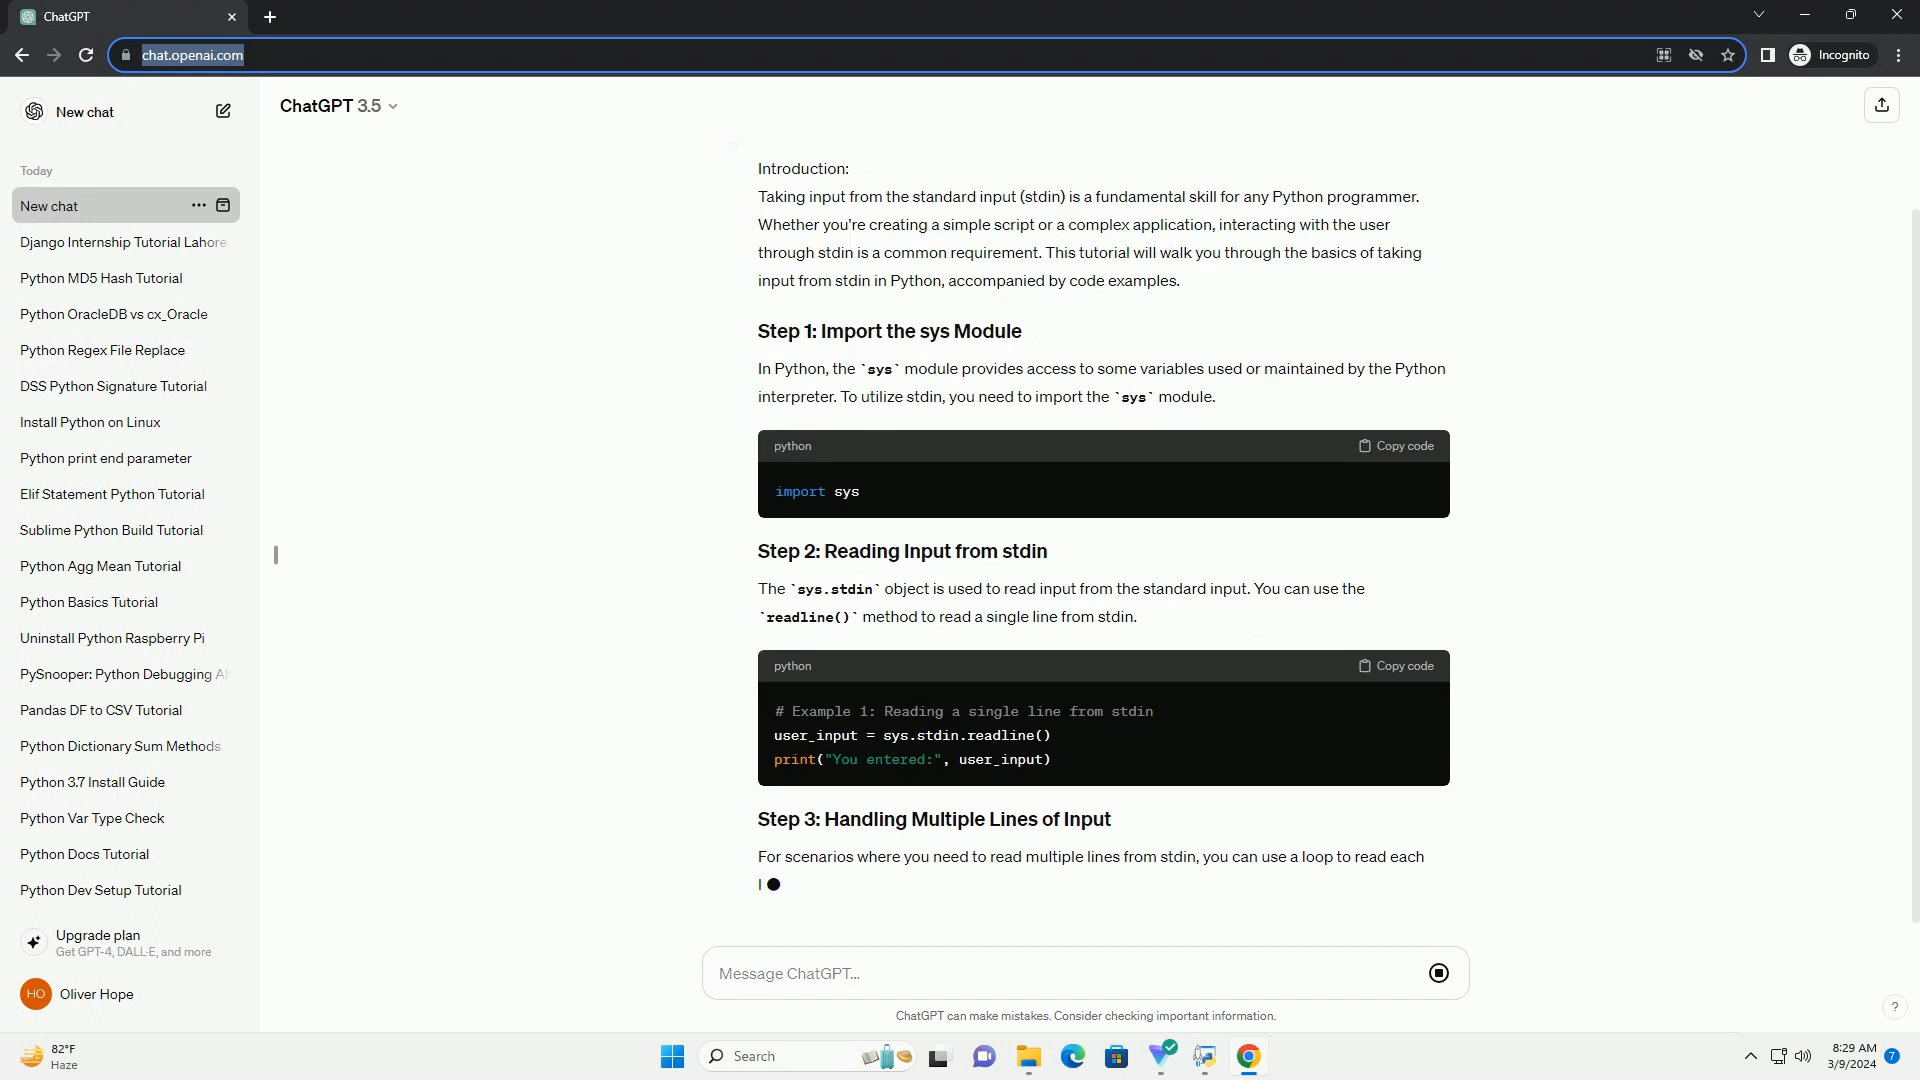 ChatGPT
chat.openai.com
Incognito
New chat
ChatGPT 3.5
Today
New chat
Django Internship Tutorial Lahore
Python MD5 Hash Tutorial
Python OracleDB vs cx_Oracle
Python Regex File Replace
DSS Python Signature Tutorial
Install Python on Linux
Python print end parameter
Elif Statement Python Tutorial
Sublime Python Build Tutorial
Python Agg Mean Tutorial
Python Basics Tutorial
Uninstall Python Raspberry Pi
PySnooper: Python Debugging
Pandas DF to CSV Tutorial
Python Dictionary Sum Methods
Python 3.7 Install Guide
Python Var Type Check
Python Docs Tutorial
Python Dev Setup Tutorial
Upgrade plan
Get GPT-4, DALL·E, and more
HO
Oliver Hope
Introduction:
Taking input from the standard input (stdin) is a fundamental skill for any Python programmer.
Whether you're creating a simple script or a complex application, interacting with the user
through stdin is a common requirement. This tutorial will walk you through the basics of taking
input from stdin in Python, accompanied by code examples.
Step 1: Import the sys Module
In Python, the `sys` module provides access to some variables used or maintained by the Python
interpreter. To utilize stdin, you need to import the `sys` module.
python Copy code
import sys
Step 2: Reading Input from stdin
The `sys.stdin` object is used to read input from the standard input. You can use the
`readline()` method to read a single line from stdin.
python Copy code
# Example 1: Reading a single line from stdin
user_input = sys.stdin.readline()
print("You entered:", user_input)
Step 3: Handling Multiple Lines of Input
For scenarios where you need to read multiple lines from stdin, you can use a loop to read each
l
Message ChatGPT...
ChatGPT can make mistakes. Consider checking important information.
?
82°F
Haze
Search
8:29 AM
3/9/2024
7